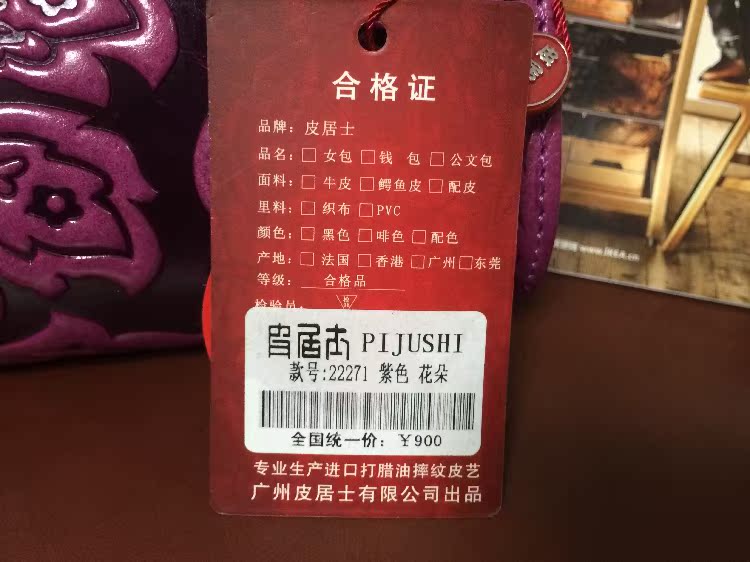 合格证
品牌：皮居士
品名：□ 女包 □ 钱 包 □ 公文包
面料：□ 牛皮 □ 鳄鱼皮 □ 配皮
里料：□ 织布 □ PVC
颜色：□ 黑色 □ 啡色 □ 配色
产地：□ 法国 □ 香港 □ 广州 □ 东莞
等级： 合格品
检验员：
皮居士 PIJUSHI
款号:22271 紫色 花朵
全国统一价：￥900
专业生产进口打腊油摔纹皮艺
广州皮居士有限公司出品
www.IKEA.cn